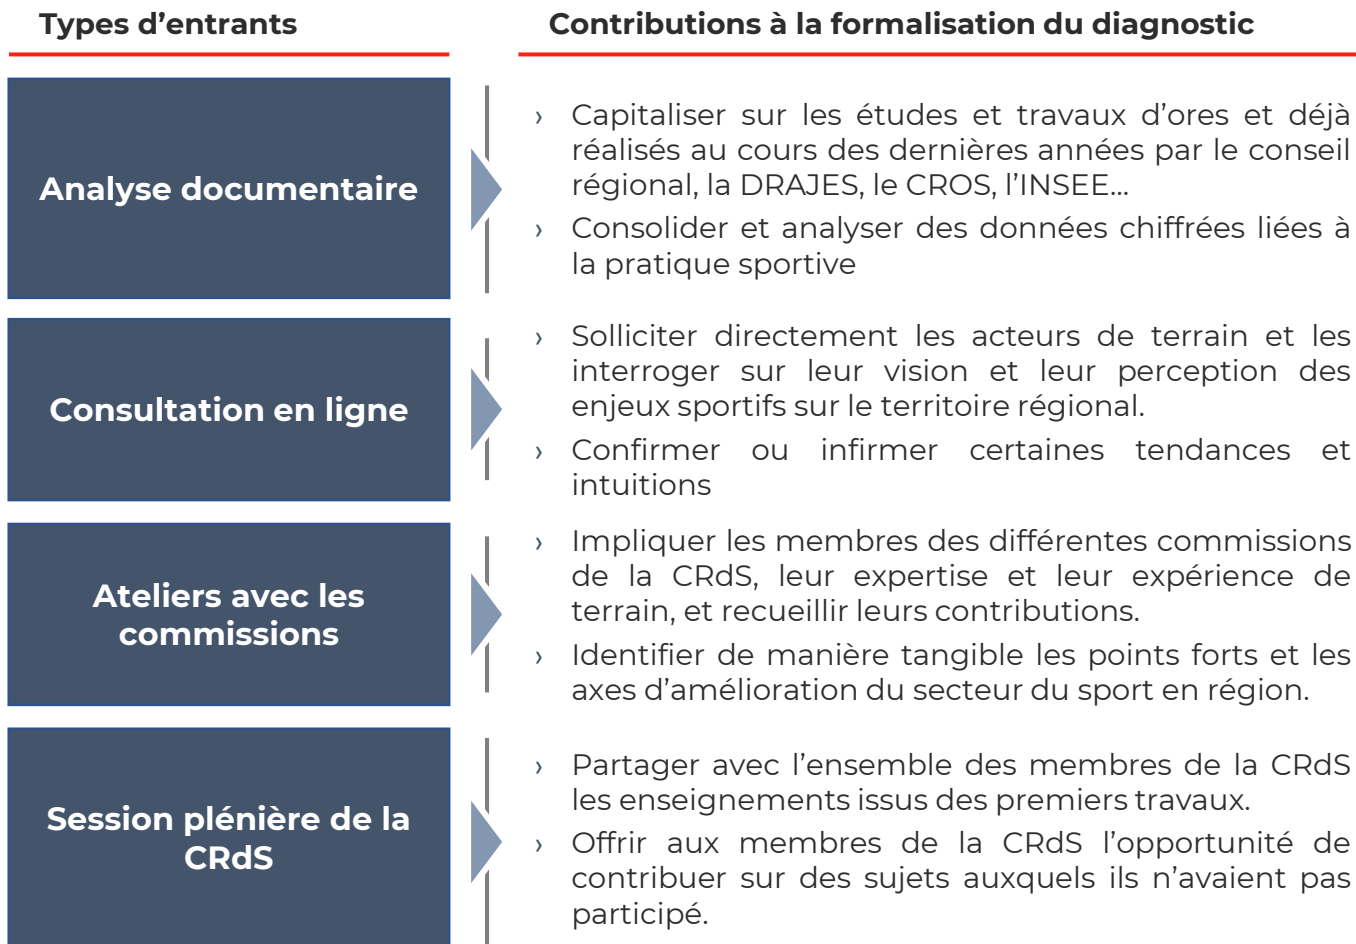 Types d’entrants
Contributions à la formalisation du diagnostic
Analyse documentaire
› Capitaliser sur les études et travaux d’ores et déjà
réalisés au cours des dernières années par le conseil
régional, la DRAJES, le CROS, l’INSEE…
› Consolider et analyser des données chiffrées liées à
la pratique sportive
Consultation en ligne
› Solliciter directement les acteurs de terrain et les
interroger sur leur vision et leur perception des
enjeux sportifs sur le territoire régional.
› Confirmer ou infirmer certaines tendances et
intuitions
Ateliers avec les
commissions
› Impliquer les membres des différentes commissions
de la CRdS, leur expertise et leur expérience de
terrain, et recueillir leurs contributions.
› Identifier de manière tangible les points forts et les
axes d’amélioration du secteur du sport en région.
Session plénière de la
CRdS
› Partager avec l’ensemble des membres de la CRdS
les enseignements issus des premiers travaux.
› Offrir aux membres de la CRdS l’opportunité de
contribuer sur des sujets auxquels ils n’avaient pas
participé.